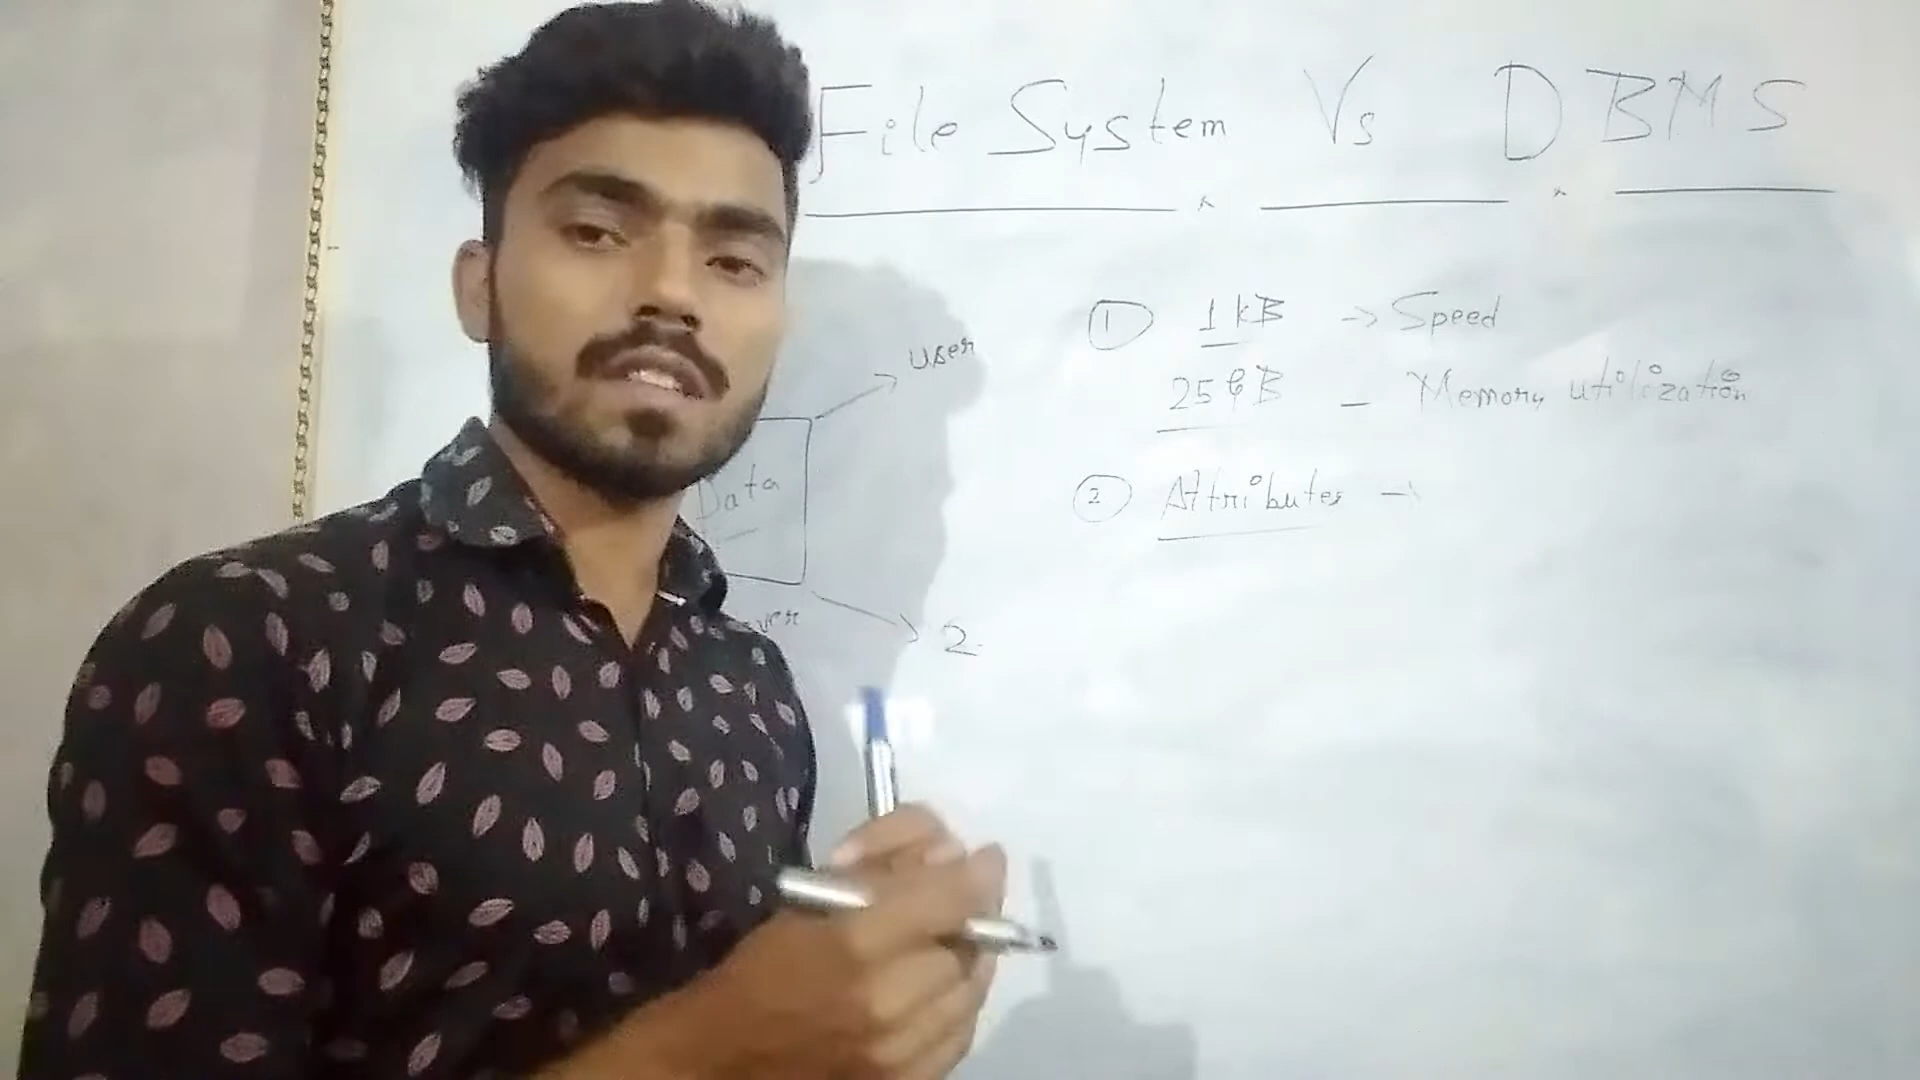 File System Vs DBMS
user
Data
2
① 1 kB → Speed
25 GB - Memory utilization
② Attributes →